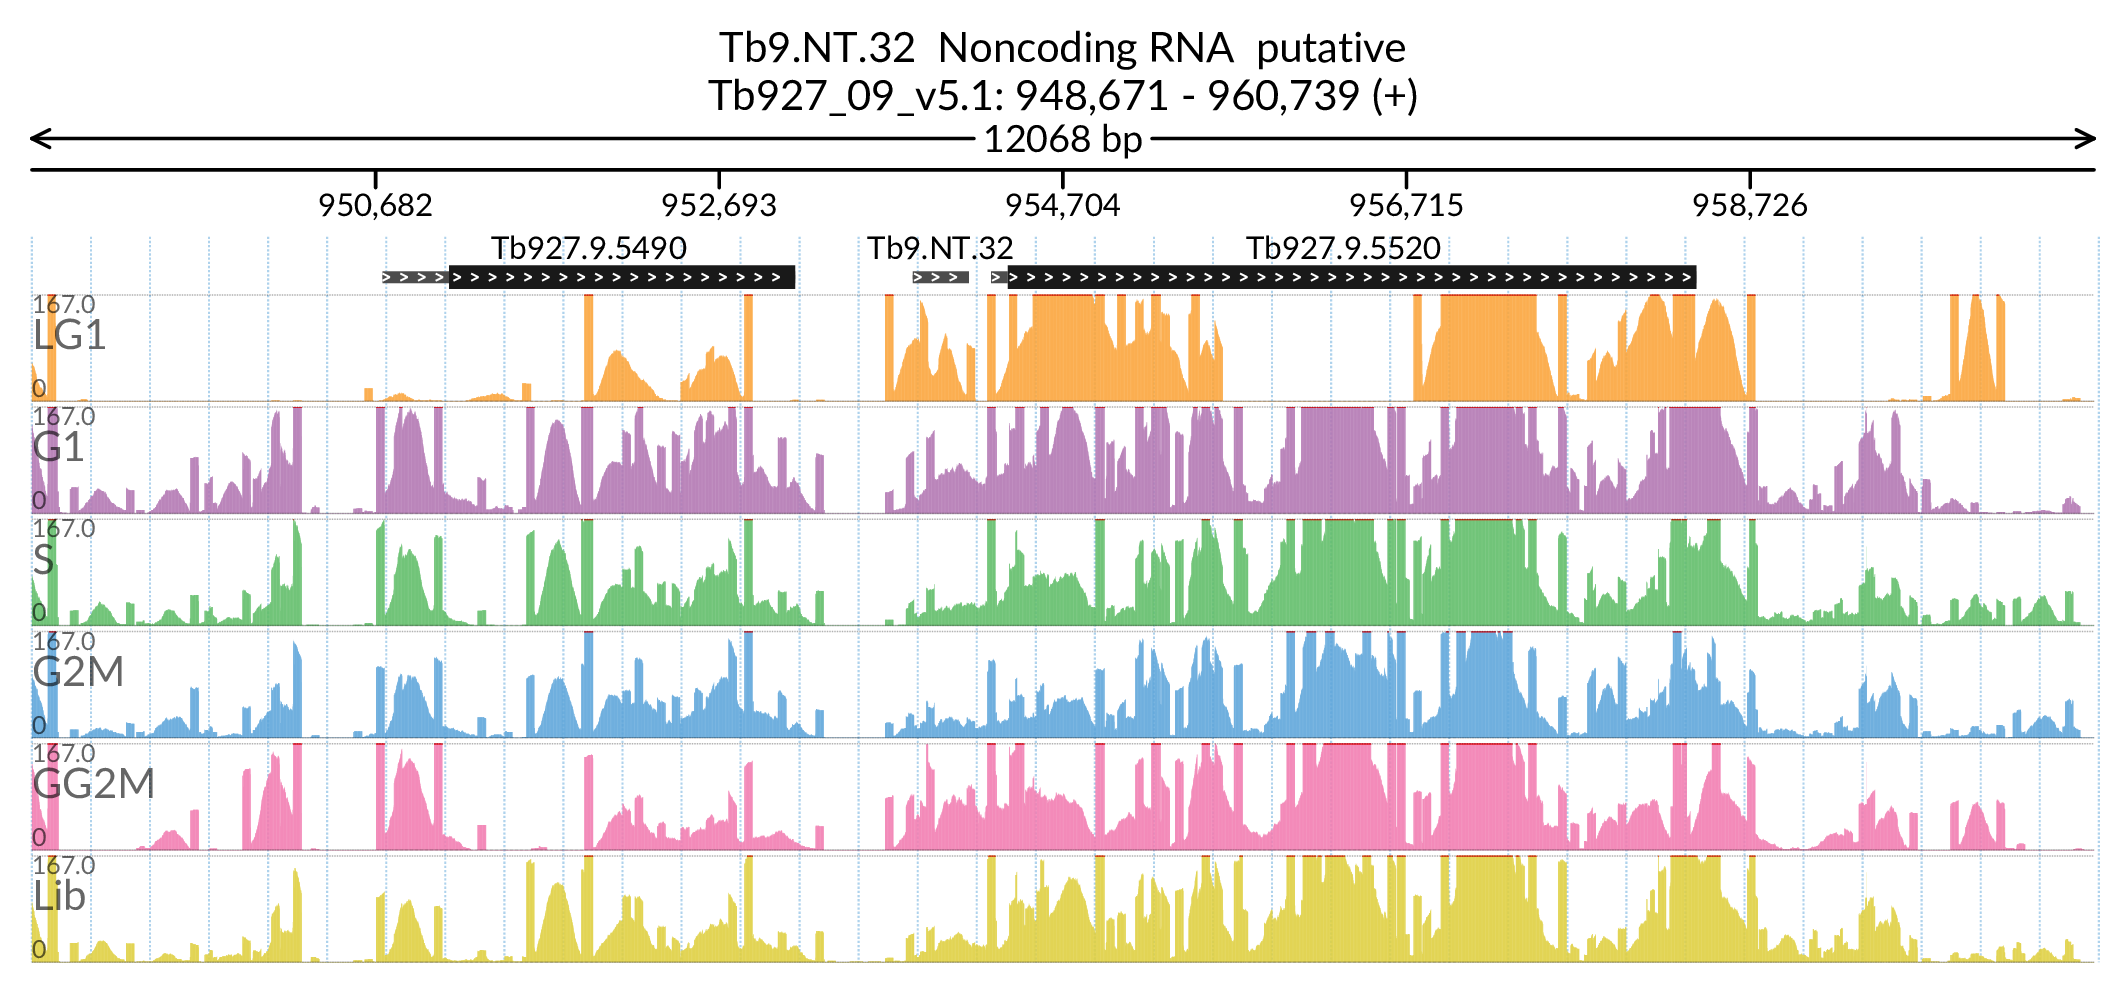 Tb9.NT.32 Noncoding RNA putative
Tb927_09_v5.1: 948,671 - 960,739 (+)
12068 bp
950,682 952,693 954,704 956,715 958,726
Tb927.9.5490 Tb9.NT.32 Tb927.9.5520
167.0
LG1
0
167.0
G1
0
167.0
S
0
167.0
G2M
0
167.0
GG2M
0
167.0
Lib
0